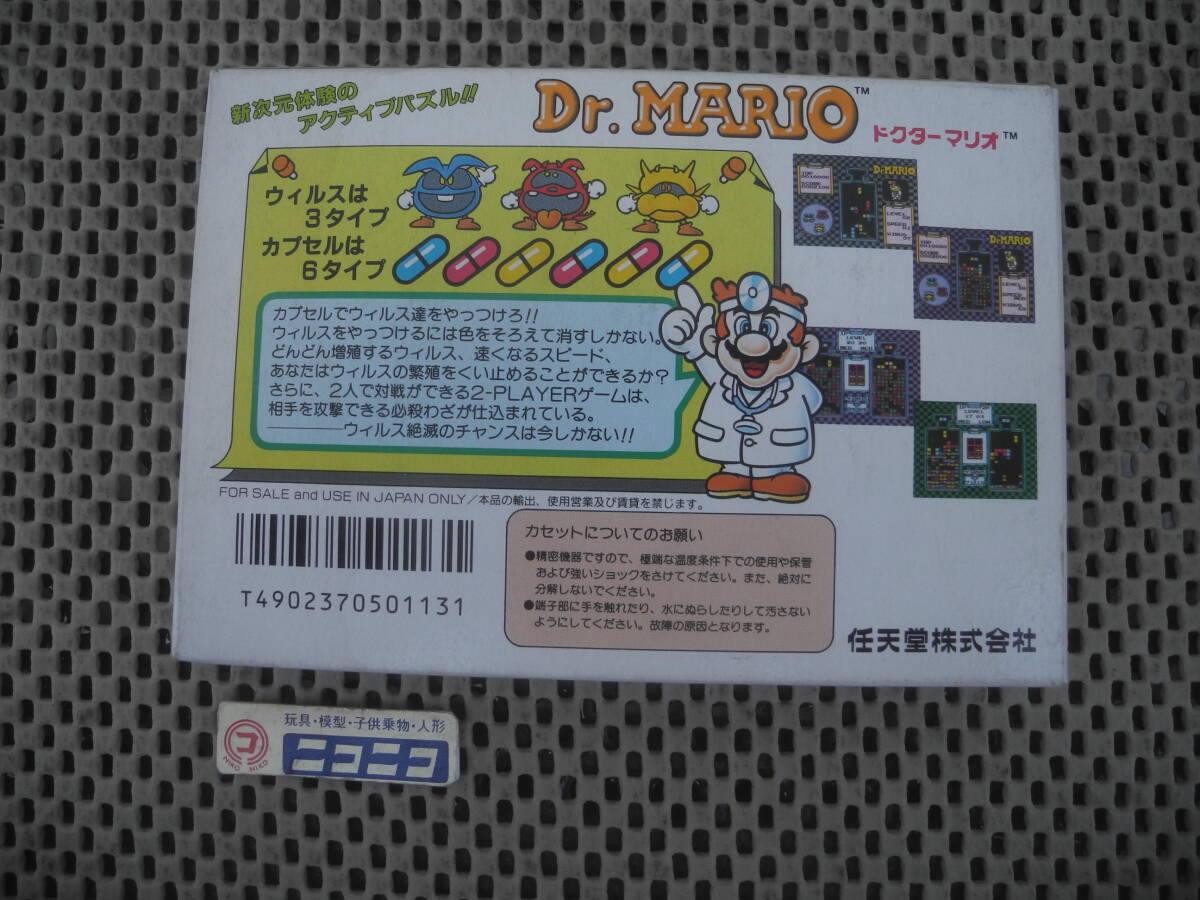 新次元体験の
アクティブパズル!!
Dr. MARIO™
ドクターマリオ™
ウィルスは
3タイプ
カプセルは
6タイプ
カプセルでウィルス達をやっつけろ!!
ウィルスをやっつけるには色をそろえて消すしかない。
どんどん増殖するウィルス、速くなるスピード、
あなたはウィルスの繁殖をくい止めることができるか?
さらに、2人で対戦ができる2-PLAYERゲームは、
相手を攻撃できる必殺わざが仕込まれている。
――ウィルス絶滅のチャンスは今しかない!!
FOR SALE and USE IN JAPAN ONLY/本品の輸出、使用営業及び賃貸を禁じます。
T4902370501131
カセットについてのお願い
●精密機器ですので、極端な温度条件下での使用や保管
および強いショックをさけてください。また、絶対に
分解しないでください。
●端子部に手を触れたり、水にぬらしたりして汚さない
ようにしてください。故障の原因となります。
任天堂株式会社
玩具・模型・子供乗物・人形
ニコニコ
コ
NIKO NIKO